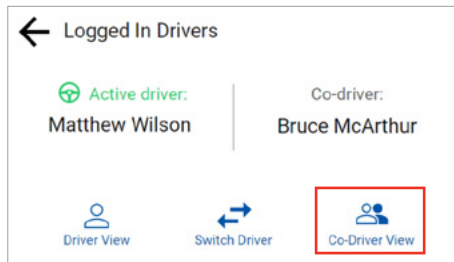 Logged In Drivers
Active driver:
Co-driver:
Matthew Wilson
Bruce McArthur
Driver View
Switch Driver
Co-Driver View